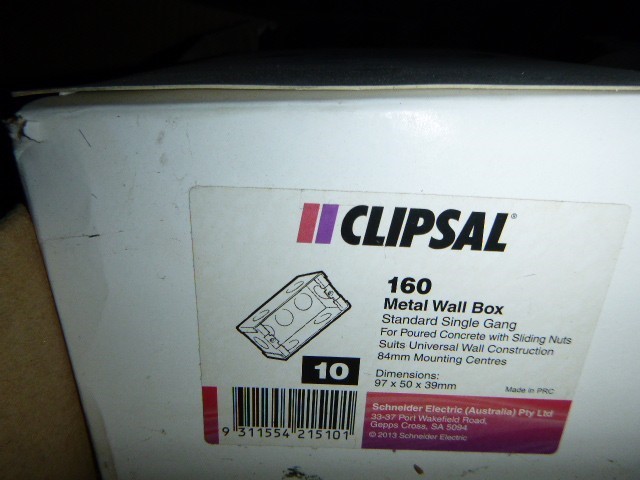 CLIPSAL®
160
Metal Wall Box
Standard Single Gang
For Poured Concrete with Sliding Nuts
Suits Universal Wall Construction
84mm Mounting Centres
10
Dimensions:
97 x 50 x 39mm
Made in PRC
9 311554 215101
Schneider Electric (Australia) Pty Ltd
33-37 Port Wakefield Road,
Gepps Cross, SA 5094
© 2013 Schneider Electric